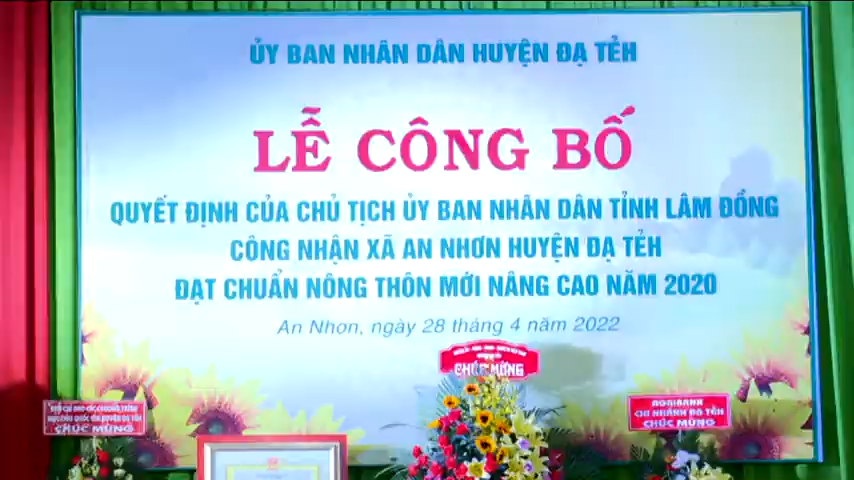 ỦY BAN NHÂN DÂN HUYỆN ĐẠ TẺH
LỄ CÔNG BỐ
QUYẾT ĐỊNH CỦA CHỦ TỊCH ỦY BAN NHÂN DÂN TỈNH LÂM ĐỒNG
CÔNG NHẬN XÃ AN NHƠN HUYỆN ĐẠ TẺH
ĐẠT CHUẨN NÔNG THÔN MỚI NÂNG CAO NĂM 2020
An Nhơn, ngày 28 tháng 4 năm 2022
CHÚC MỪNG
CHÚC MỪNG
AGRIBANK
CHI NHÁNH ĐẠ TẺH
CHÚC MỪNG